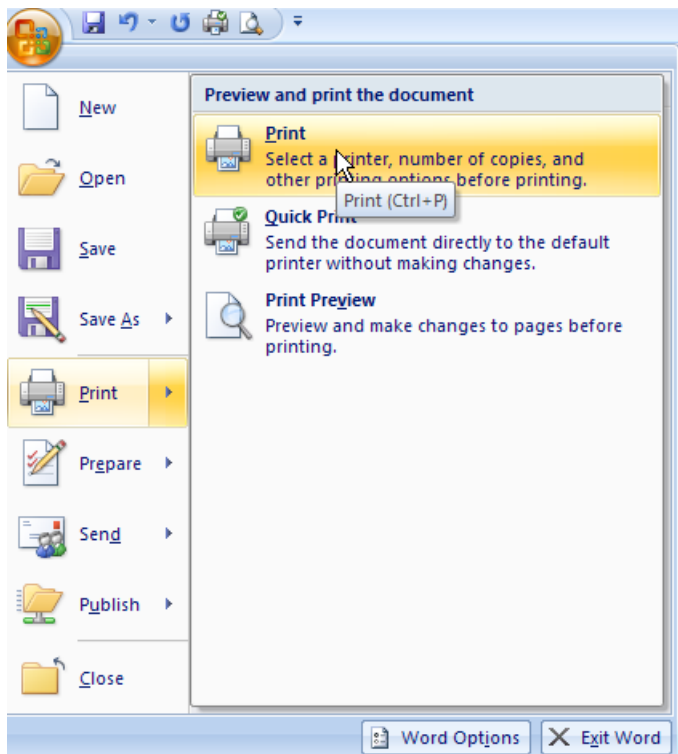 New
Open
Save
Save As
Print
Prepare
Send
Publish
Close
Preview and print the document
Print
Select a printer, number of copies, and
other printing options before printing.
Print (Ctrl+P)
Quick Print
Send the document directly to the default
printer without making changes.
Print Preview
Preview and make changes to pages before
printing.
Word Options
Exit Word